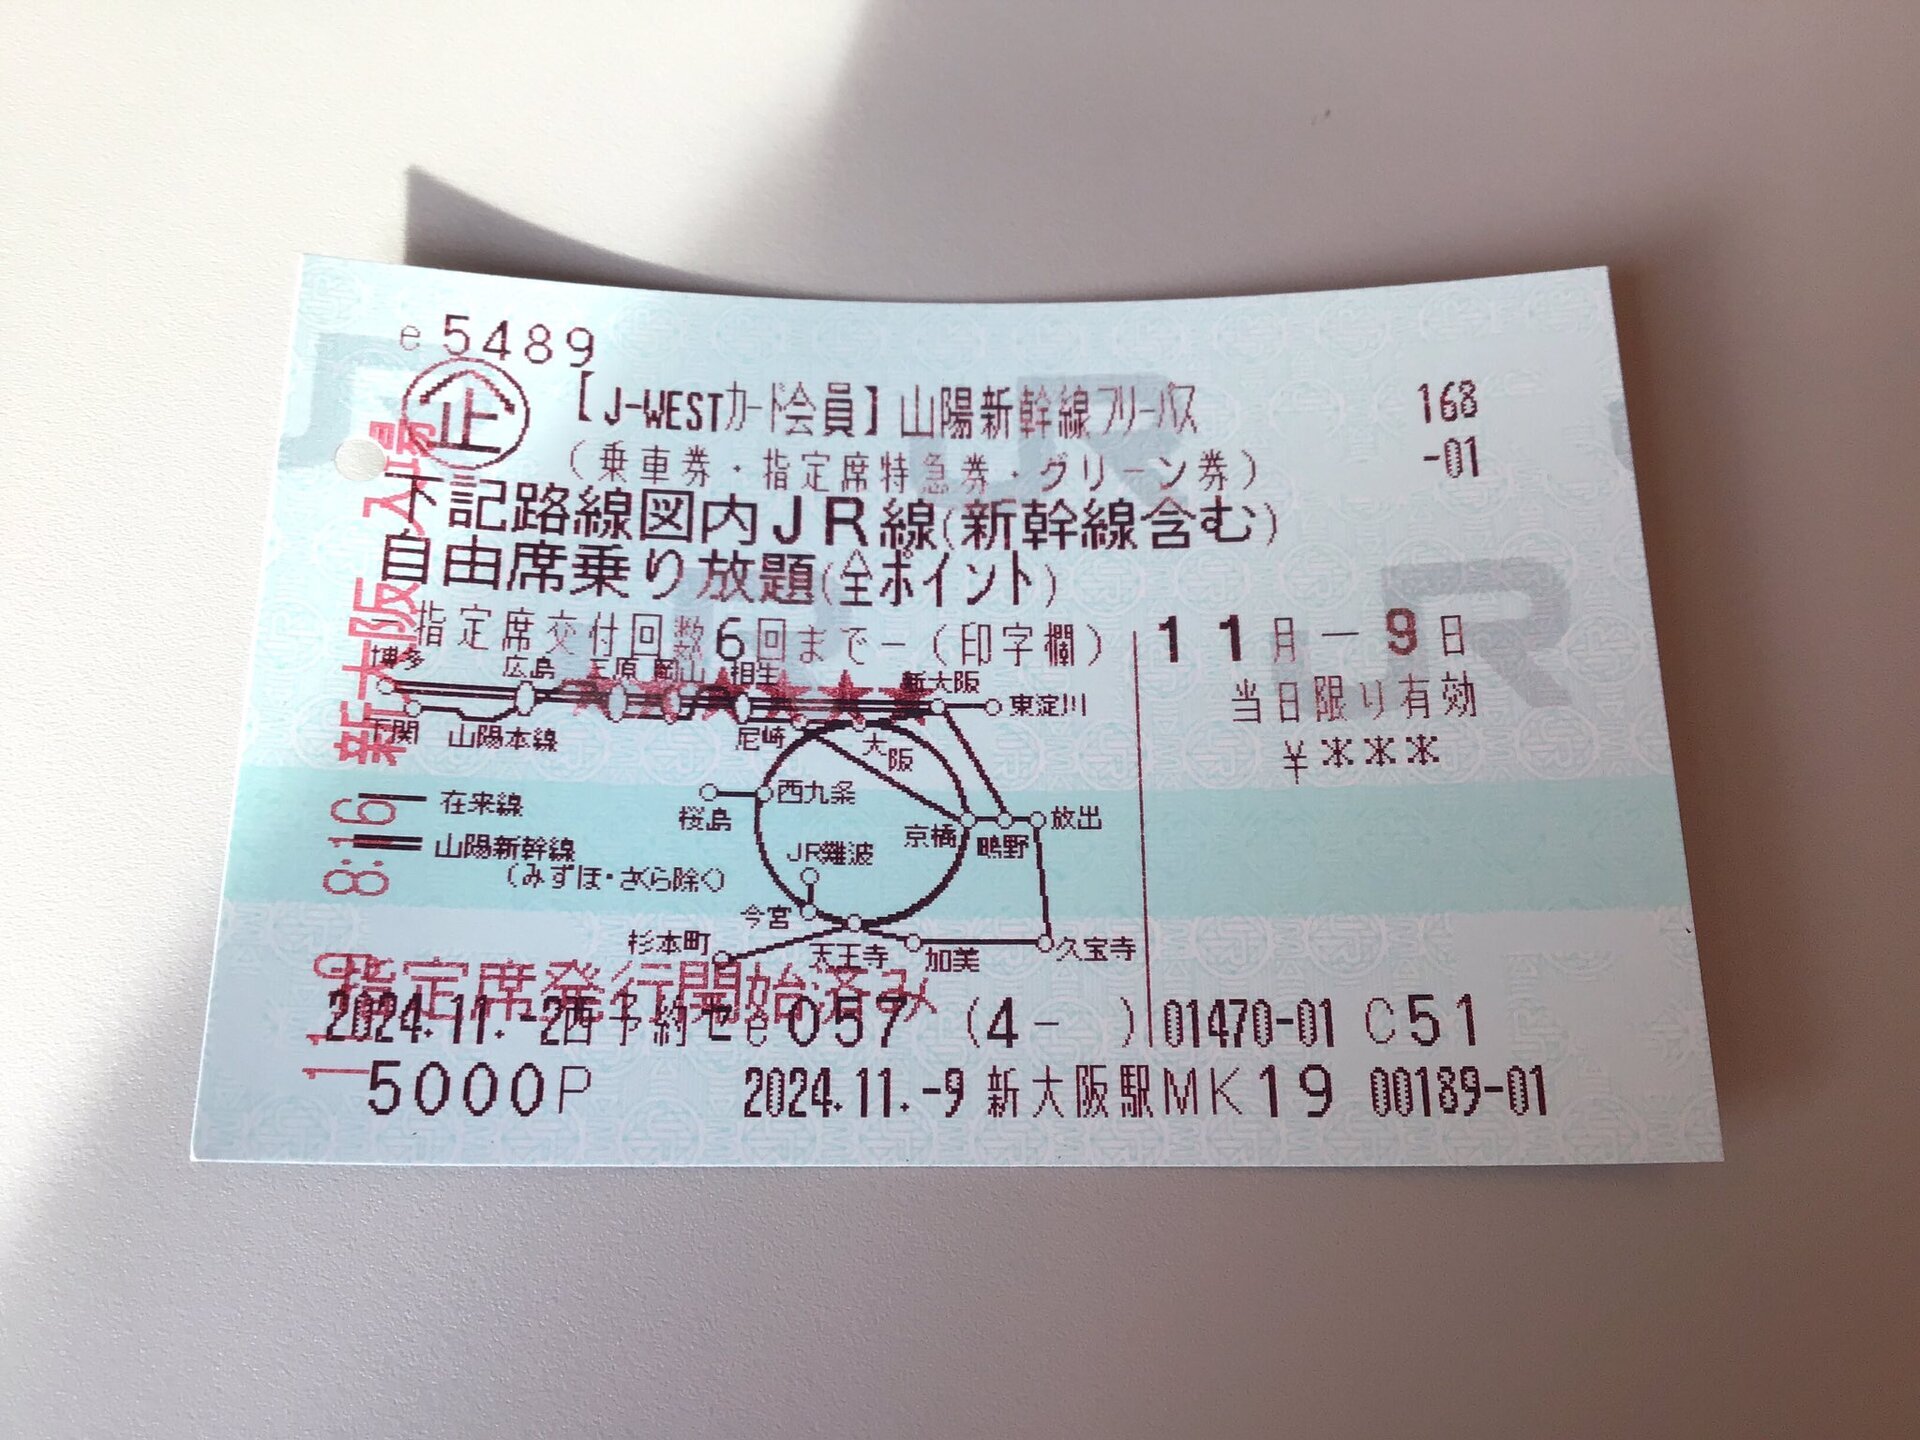 e5489
【J-WESTカード会員】山陽新幹線フリーパス 168
（乗車券・指定席特急券・グリーン券） -01
下記路線図内JR線(新幹線含む)
自由席乗り放題(全ポイント)
－指定席交付回数6回まで－（印字欄） 11月－9日
当日限り有効
¥***
博多 広島 三原 岡山 相生 新大阪 東淀川
★★★★★★
下関 山陽本線 尼崎 大阪
桜島 西九条
京橋 鴫野 放出
JR難波
今宮
杉本町 天王寺 加美 久宝寺
在来線
山陽新幹線
(みずほ・さくら除く)
指定席発行開始済み
2024.11.-2西予約セe057 (4- ) 01470-01 C51
5000P 2024.11.-9 新大阪駅MK19 00189-01
11-9 8:16 新大阪 入場
JR